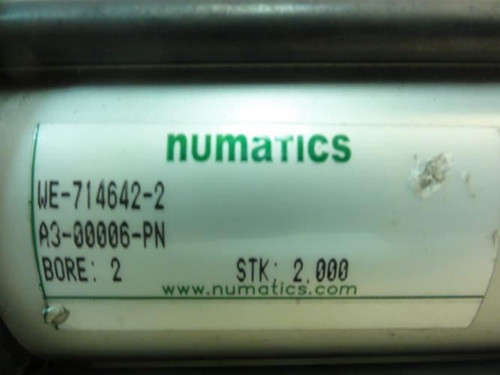 numatics
WE-714642-2
A3-00006-PN
BORE: 2 STK: 2.000
www.numatics.com